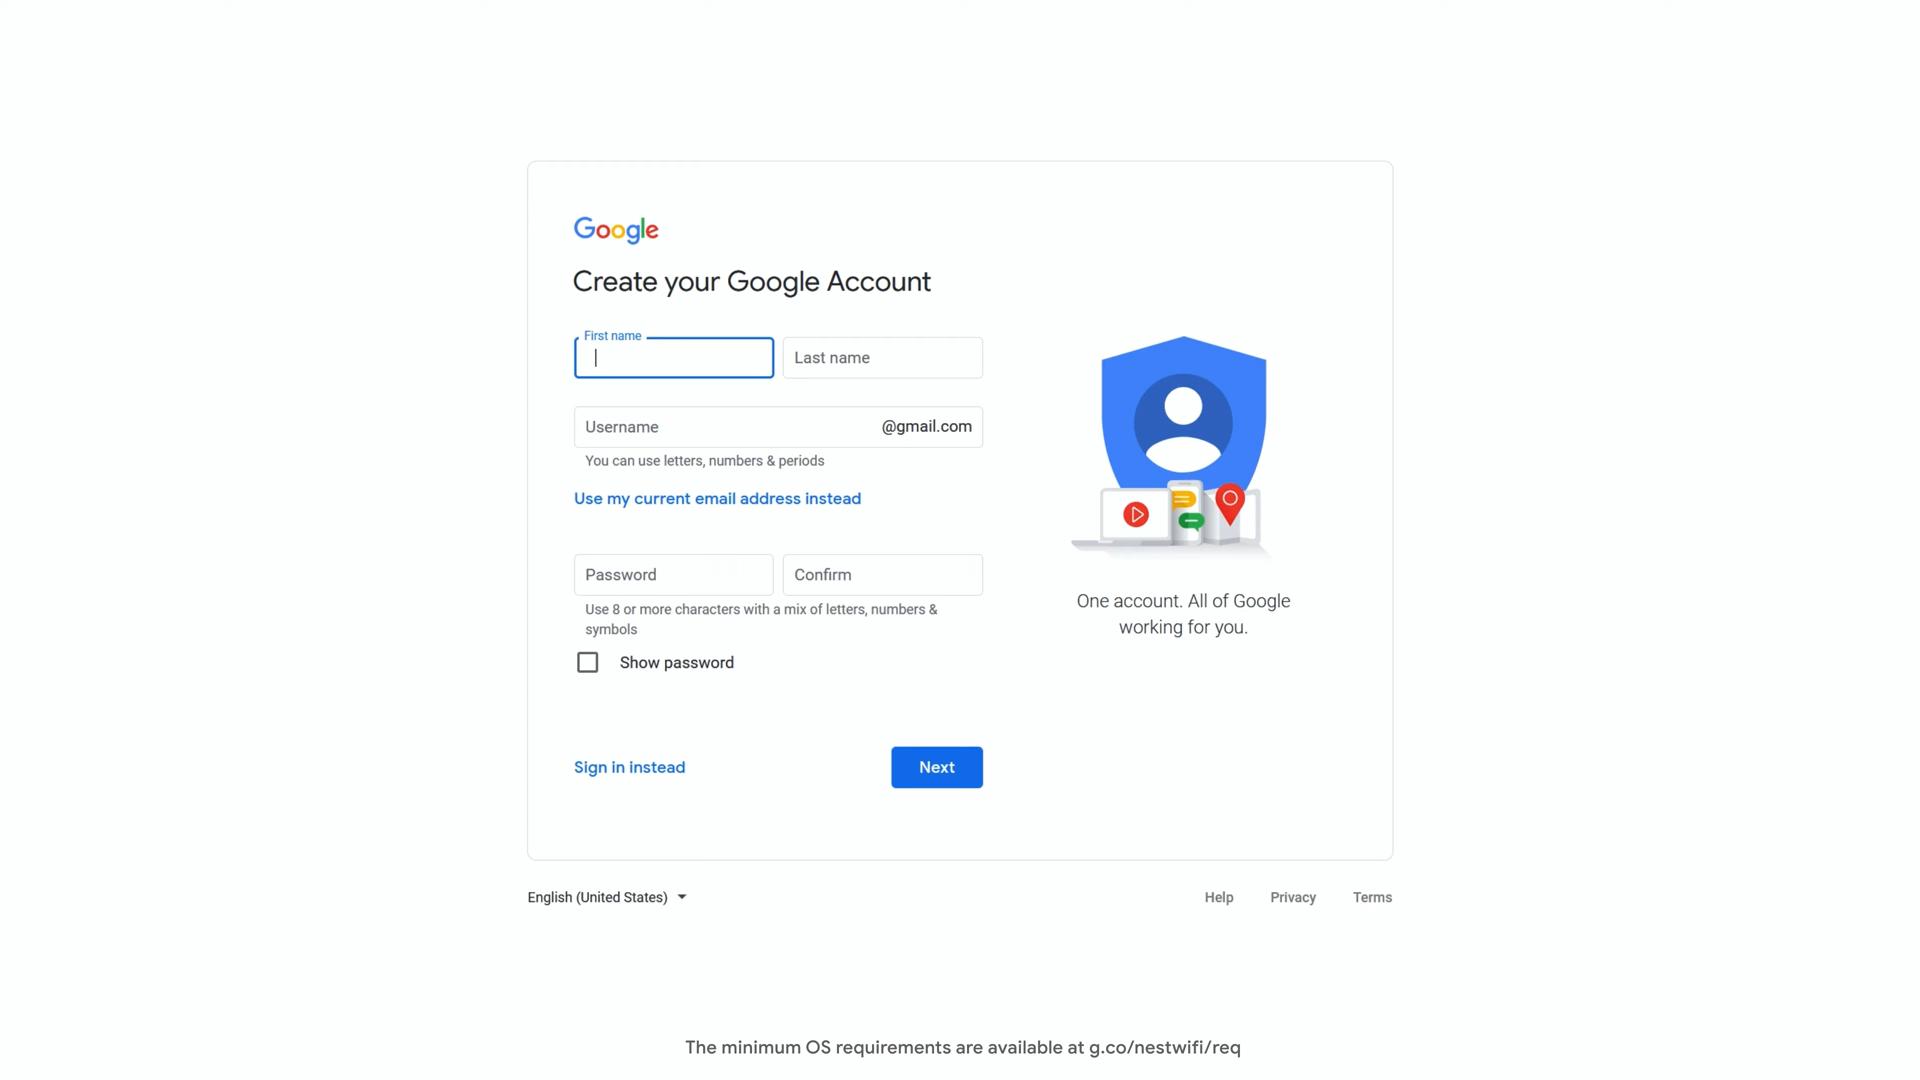 Google
Create your Google Account
First name
Last name
Username
@gmail.com
You can use letters, numbers & periods
Use my current email address instead
Password
Confirm
Use 8 or more characters with a mix of letters, numbers &
symbols
Show password
One account. All of Google
working for you.
Sign in instead
Next
English (United States)
Help
Privacy
Terms
The minimum OS requirements are available at g.co/nestwifi/req